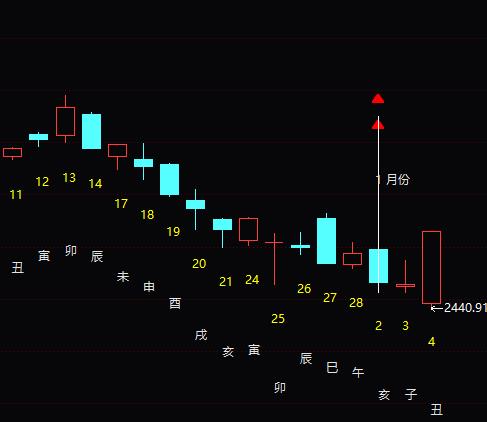 1 月份
11
12
13
14
17
18
19
20
21
24
25
26
27
28
2
3
4
←2440.91
丑
寅
卯
辰
未
申
酉
戌
亥
寅
卯
辰
巳
午
亥
子
丑